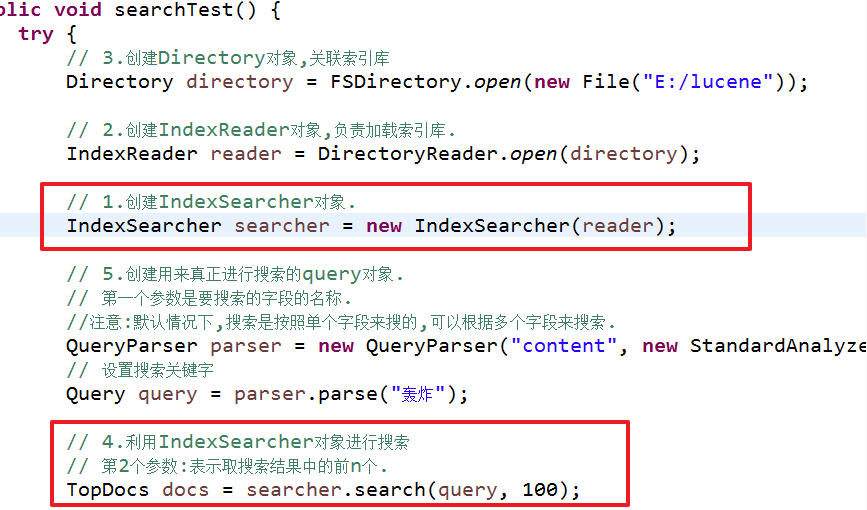 blic void searchTest() {
try {
// 3.创建Directory对象,关联索引库
Directory directory = FSDirectory.open(new File("E:/lucene"));
// 2.创建IndexReader对象,负责加载索引库.
IndexReader reader = DirectoryReader.open(directory);
// 1.创建IndexSearcher对象.
IndexSearcher searcher = new IndexSearcher(reader);
// 5.创建用来真正进行搜索的query对象.
// 第一个参数是要搜索的字段的名称.
//注意:默认情况下,搜索是按照单个字段来搜的,可以根据多个字段来搜索.
QueryParser parser = new QueryParser("content", new StandardAnalyze
// 设置搜索关键字
Query query = parser.parse("轰炸");
// 4.利用IndexSearcher对象进行搜索
// 第2个参数:表示取搜索结果中的前n个.
TopDocs docs = searcher.search(query, 100);